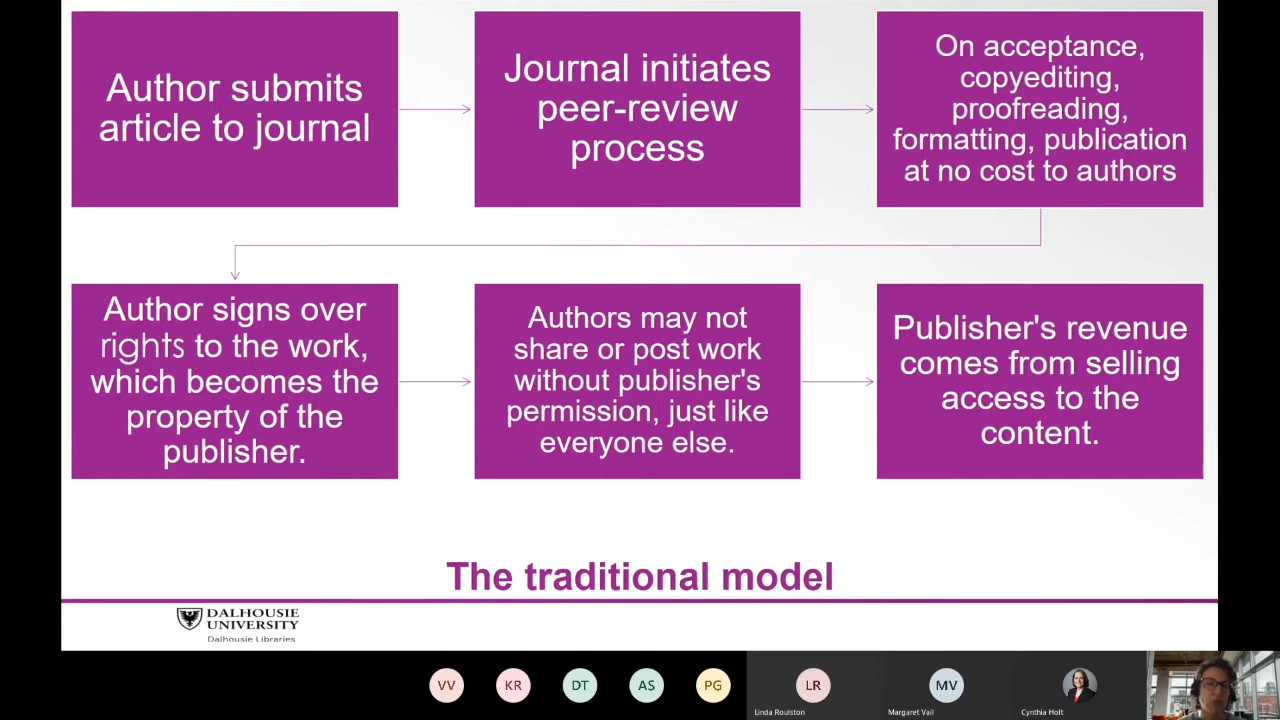 Author submits
article to journal
Journal initiates
peer-review
process
On acceptance,
copyediting,
proofreading,
formatting, publication
at no cost to authors
Author signs over
rights to the work,
which becomes the
property of the
publisher.
Authors may not
share or post work
without publisher's
permission, just like
everyone else.
Publisher's revenue
comes from selling
access to the
content.
The traditional model
DALHOUSIE
UNIVERSITY
Dalhousie Libraries
VV
KR
DT
AS
PG
LR
Linda Roulston
MV
Margaret Vail
Cynthia Holt